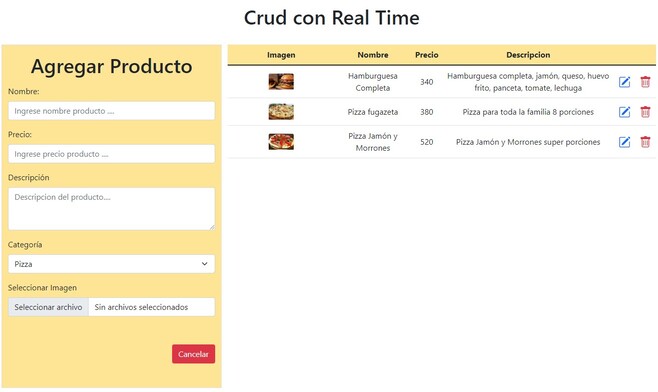 Crud con Real Time
Agregar Producto
Nombre:
Ingrese nombre producto ....
Precio:
Ingrese precio producto ....
Descripción
Descripcion del producto....
Categoría
Pizza
Seleccionar Imagen
Seleccionar archivo Sin archivos seleccionados
Cancelar
Imagen Nombre Precio Descripcion
Hamburguesa
Completa
340
Hamburguesa completa, jamón, queso, huevo
frito, panceta, tomate, lechuga
Pizza fugazeta 380 Pizza para toda la familia 8 porciones
Pizza Jamón y
Morrones
520
Pizza Jamón y Morrones super porciones